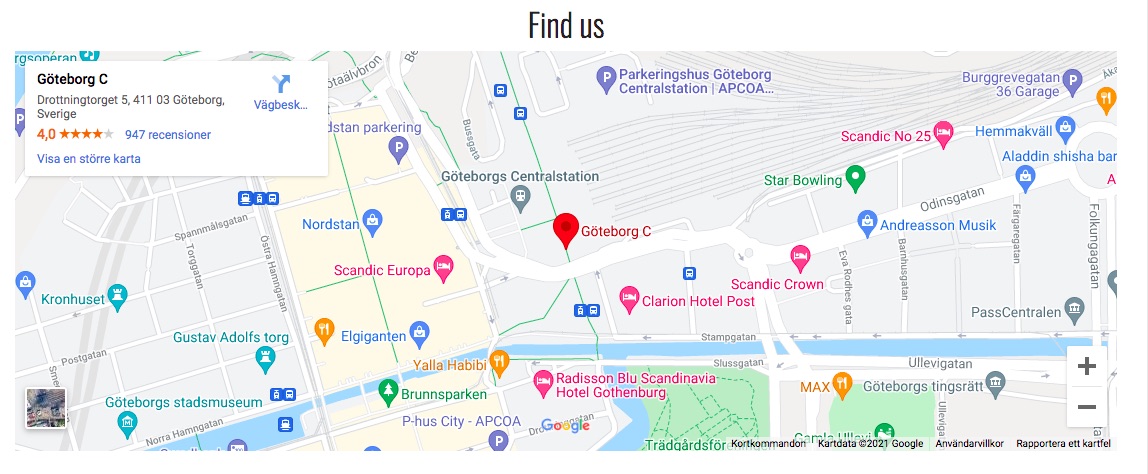 Find us
rgsoperan
Göteborg C
Drottningtorget 5, 411 03 Göteborg,
Sverige
4,0
947 recensioner
Visa en större karta
Vägbesk...
Parkeringshus Göteborg
Centralstation | APCOA...
Burggrevegatan
36 Garage
dstan parkering
Bussgata
Scandic No 25
Hemmakväll
Aladdin shisha bar
Göteborgs Centralstation
Star Bowling
Odinsgatan
Spannmålsgatan
Nordstan
Göteborg C
Andreasson Musik
Torggatan
Östra Hamngatan
Färgaregatan
Folkungagatan
Scandic Europa
Scandic Crown
Eva Rodhes gata
Barnhusgatan
Kronhuset
Clarion Hotel Post
PassCentralen
Gustav Adolfs torg
Elgiganten
Stampgatan
Postgatan
Yalla Habibi
Slussgatan
Ullevigatan
Radisson Blu Scandinavia
Hotel Gothenburg
MAX
Göteborgs tingsrätt
Brunnsparken
Göteborgs stadsmuseum
P-hus City - APCOA
Norra Hamngatan
Google
Trädgårdsför
Gamla Ullevi
Kortkommandon
Kartdata ©2021 Google
Användarvillkor
Rapportera ett kartfel